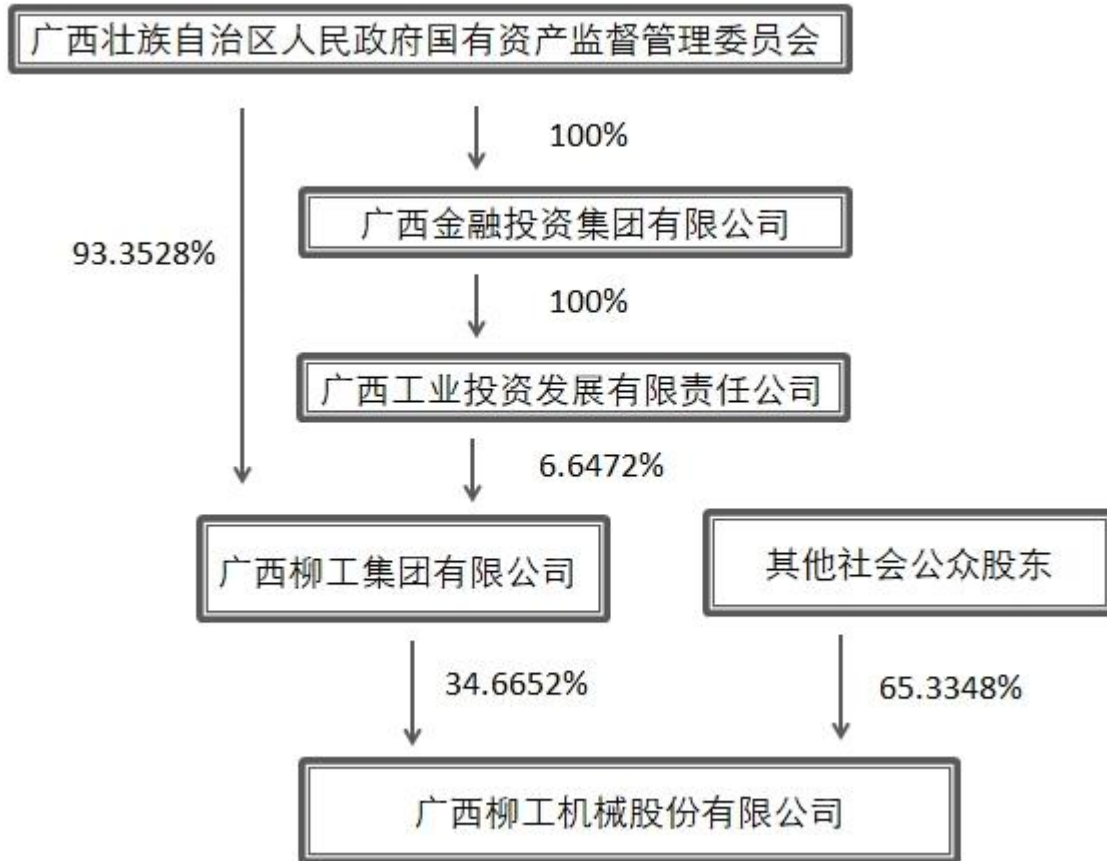 广西壮族自治区人民政府国有资产监督管理委员会
100%
广西金融投资集团有限公司
93.3528%
100%
广西工业投资发展有限责任公司
6.6472%
广西柳工集团有限公司
其他社会公众股东
34.6652%
65.3348%
广西柳工机械股份有限公司